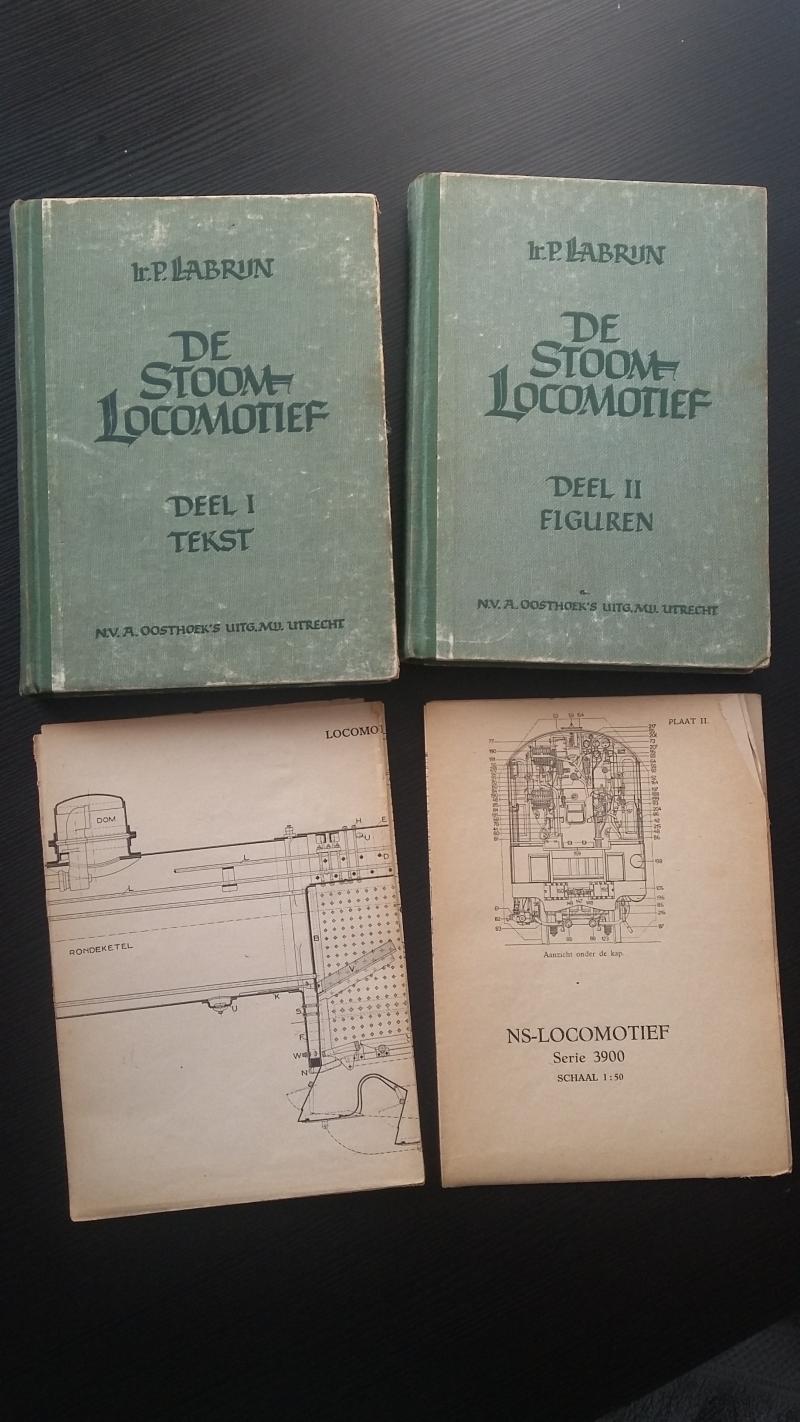 Ir. P. LABRIJN
DE
STOOM-
LOCOMOTIEF
DEEL I
TEKST
N.V. A. OOSTHOEK'S UITG. MIJ. UTRECHT
Ir. P. LABRIJN
DE
STOOM-
LOCOMOTIEF
DEEL II
FIGUREN
N.V. A. OOSTHOEK'S UITG. MIJ. UTRECHT
LOCOMO
DOM
H
E
U
L
D
L
B
RONDEKETEL
V
K
U
S
F
W
N
PLAAT II.
Aanzicht onder de kap.
NS-LOCOMOTIEF
Serie 3900
SCHAAL 1:50